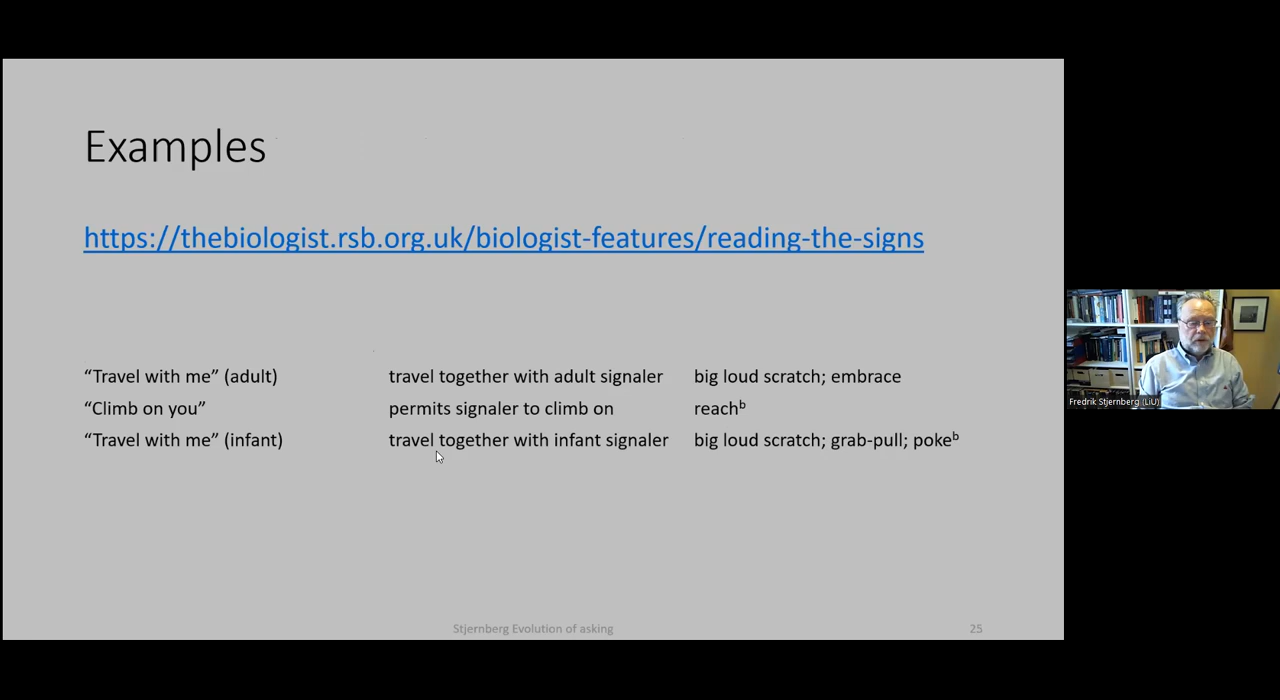 Examples
https://thebiologist.rsb.org.uk/biologist-features/reading-the-signs
“Travel with me” (adult) travel together with adult signaler big loud scratch; embrace
“Climb on you” permits signaler to climb on reachᵇ
“Travel with me” (infant) travel together with infant signaler big loud scratch; grab-pull; pokeᵇ
Stjernberg Evolution of asking 25
Fredrik Stjernberg (LiU)